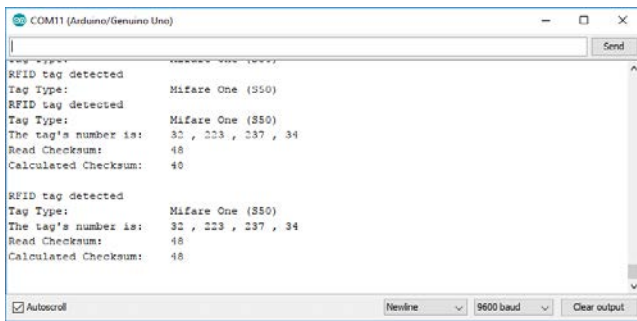 COM11 (Arduino/Genuino Uno)
Send
RFID tag detected
Tag Type: Mifare One (S50)
RFID tag detected
Tag Type: Mifare One (S50)
The tag's number is: 32 , 223 , 237 , 34
Read Checksum: 48
Calculated Checksum: 48
RFID tag detected
Tag Type: Mifare One (S50)
The tag's number is: 32 , 223 , 237 , 34
Read Checksum: 48
Calculated Checksum: 48
Autoscroll Newline 9600 baud Clear output